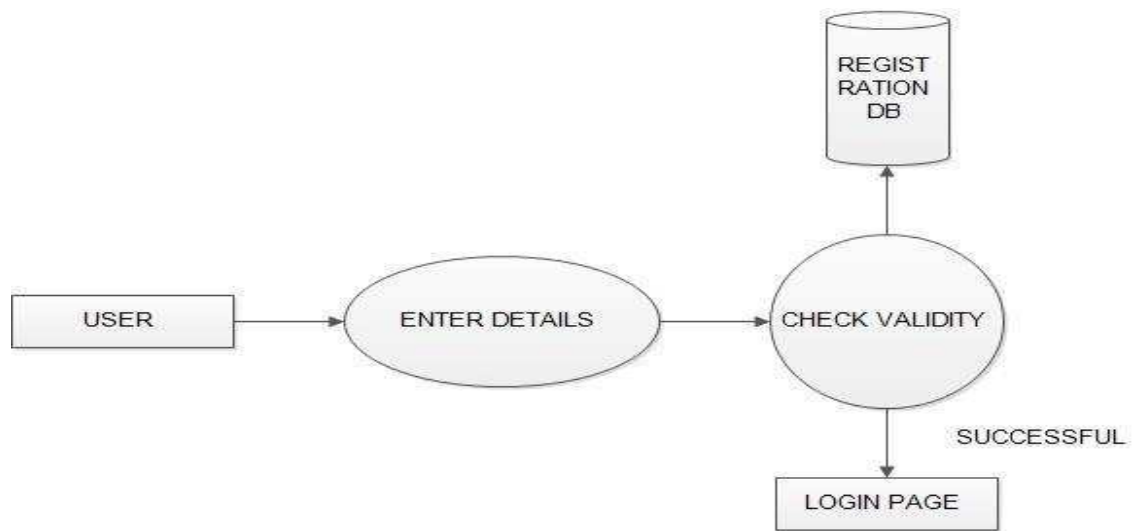 REGIST
RATION
DB
USER
ENTER DETAILS
CHECK VALIDITY
SUCCESSFUL
LOGIN PAGE